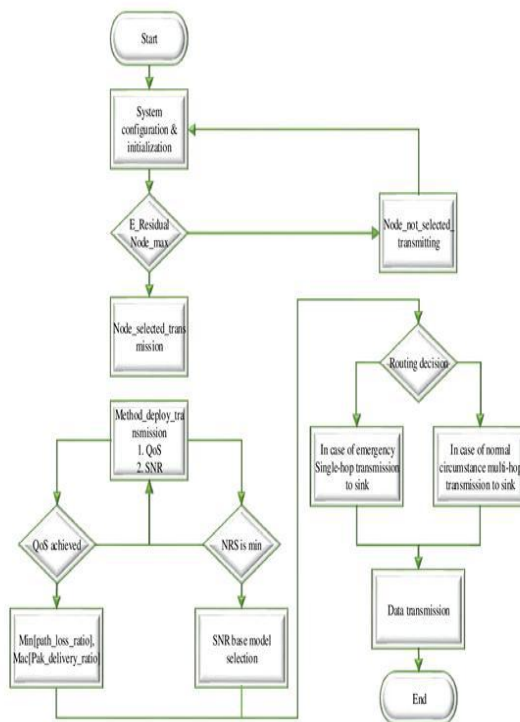 Start
System
configuration &
initialization
E_Residual
Node_max
Node_not_selected_
transmitting
Node_selected_trans
mission
Routing decision
Method_deploy_tra
nsmission
1. QoS
2. SNR
In case of emergency
Single-hop transmission
to sink
In case of normal
circumstance multi-hop
transmission to sink
QoS achieved
NRS is min
Data transmission
Min[path_loss_ratio],
Mac[Pak_delivery_ratio]
SNR base model
selection
End